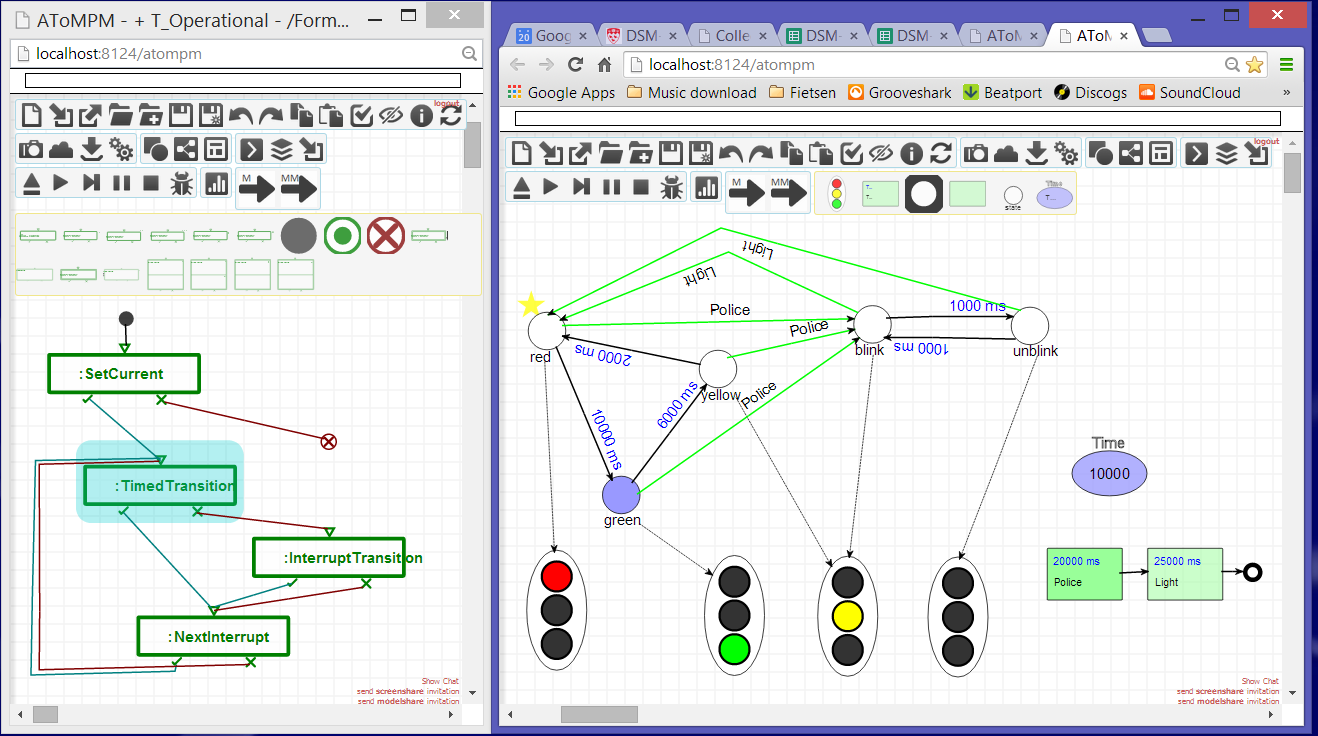 AToMPM - + T_Operational - /Form...
localhost:8124/atompm
logout
M
MM
:SetCurrent
:TimedTransition
:InterruptTransition
:NextInterrupt
Show Chat
send screenshare invitation
send modelshare invitation
20 Goog
DSM-
Colle
DSM-
DSM-
AToM
AToM
localhost:8124/atompm
Google Apps
Music download
Fietsen
Grooveshark
Beatport
Discogs
SoundCloud
»
logout
M
MM
T...
T...
state
Time
T...
Light
Light
Police
1000 ms
Police
red
2000 ms
blink
1000 ms
unblink
yellow
Police
6000 ms
10000 ms
Time
10000
green
20000 ms
Police
25000 ms
Light
Show Chat
send screenshare invitation
send modelshare invitation